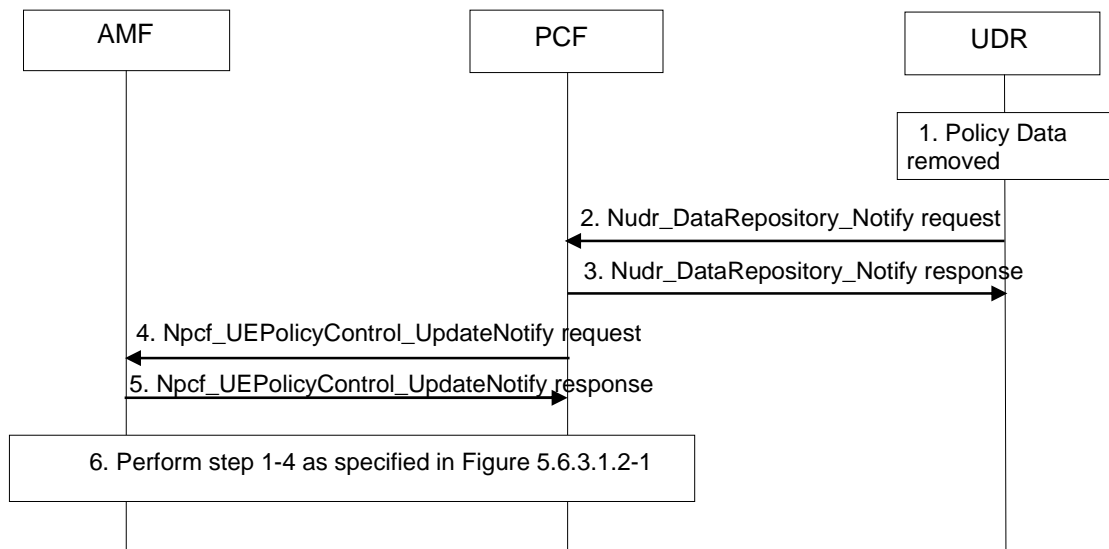 AMF
PCF
UDR
1. Policy Data
removed
2. Nudr_DataRepository_Notify request
3. Nudr_DataRepository_Notify response
4. Npcf_UEPolicyControl_UpdateNotify request
5. Npcf_UEPolicyControl_UpdateNotify response
6. Perform step 1-4 as specified in Figure 5.6.3.1.2-1